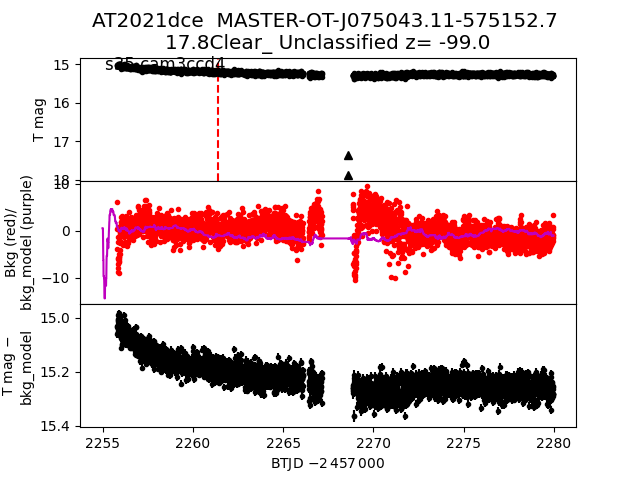 AT2021dce MASTER-OT-J075043.11-575152.7
17.8Clear_ Unclassified z= -99.0
s35 cam3ccd4
15
16
17
18
T mag
10
0
−10
Bkg (red)/
bkg_model (purple)
15.0
15.2
15.4
T mag −
bkg_model
2255
2260
2265
2270
2275
2280
BTJD −2 457 000